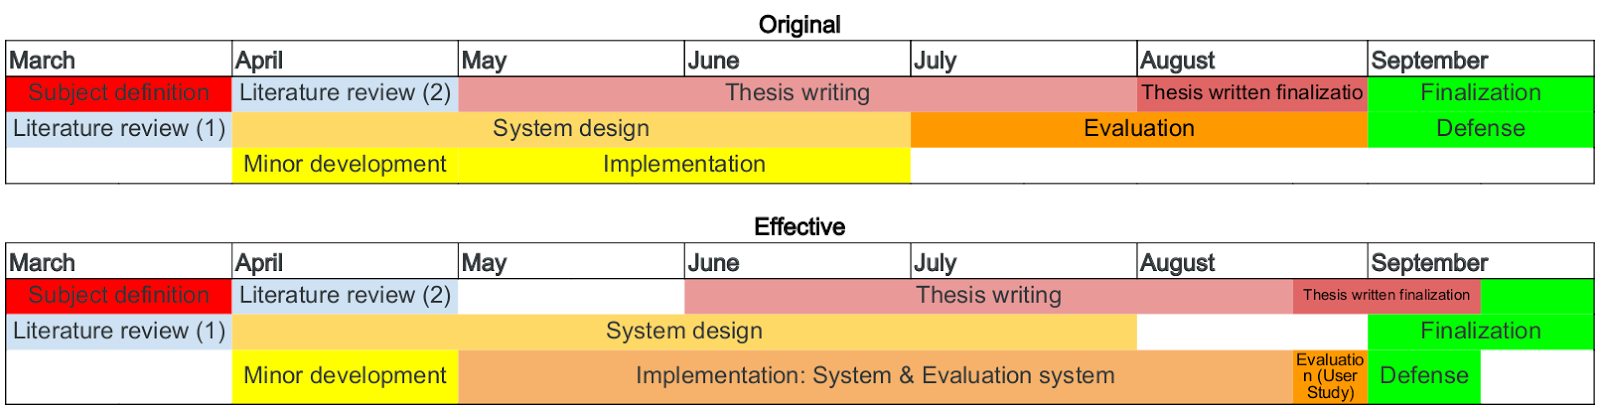 Original
March April May June July August September
Subject definition Literature review (2) Thesis writing Thesis written finalizatio Finalization
Literature review (1) System design Evaluation Defense
Minor development Implementation
Effective
March April May June July August September
Subject definition Literature review (2) Thesis writing Thesis written finalization
Literature review (1) System design Finalization
Minor development Implementation: System & Evaluation system Evaluatio
n (User
Study) Defense